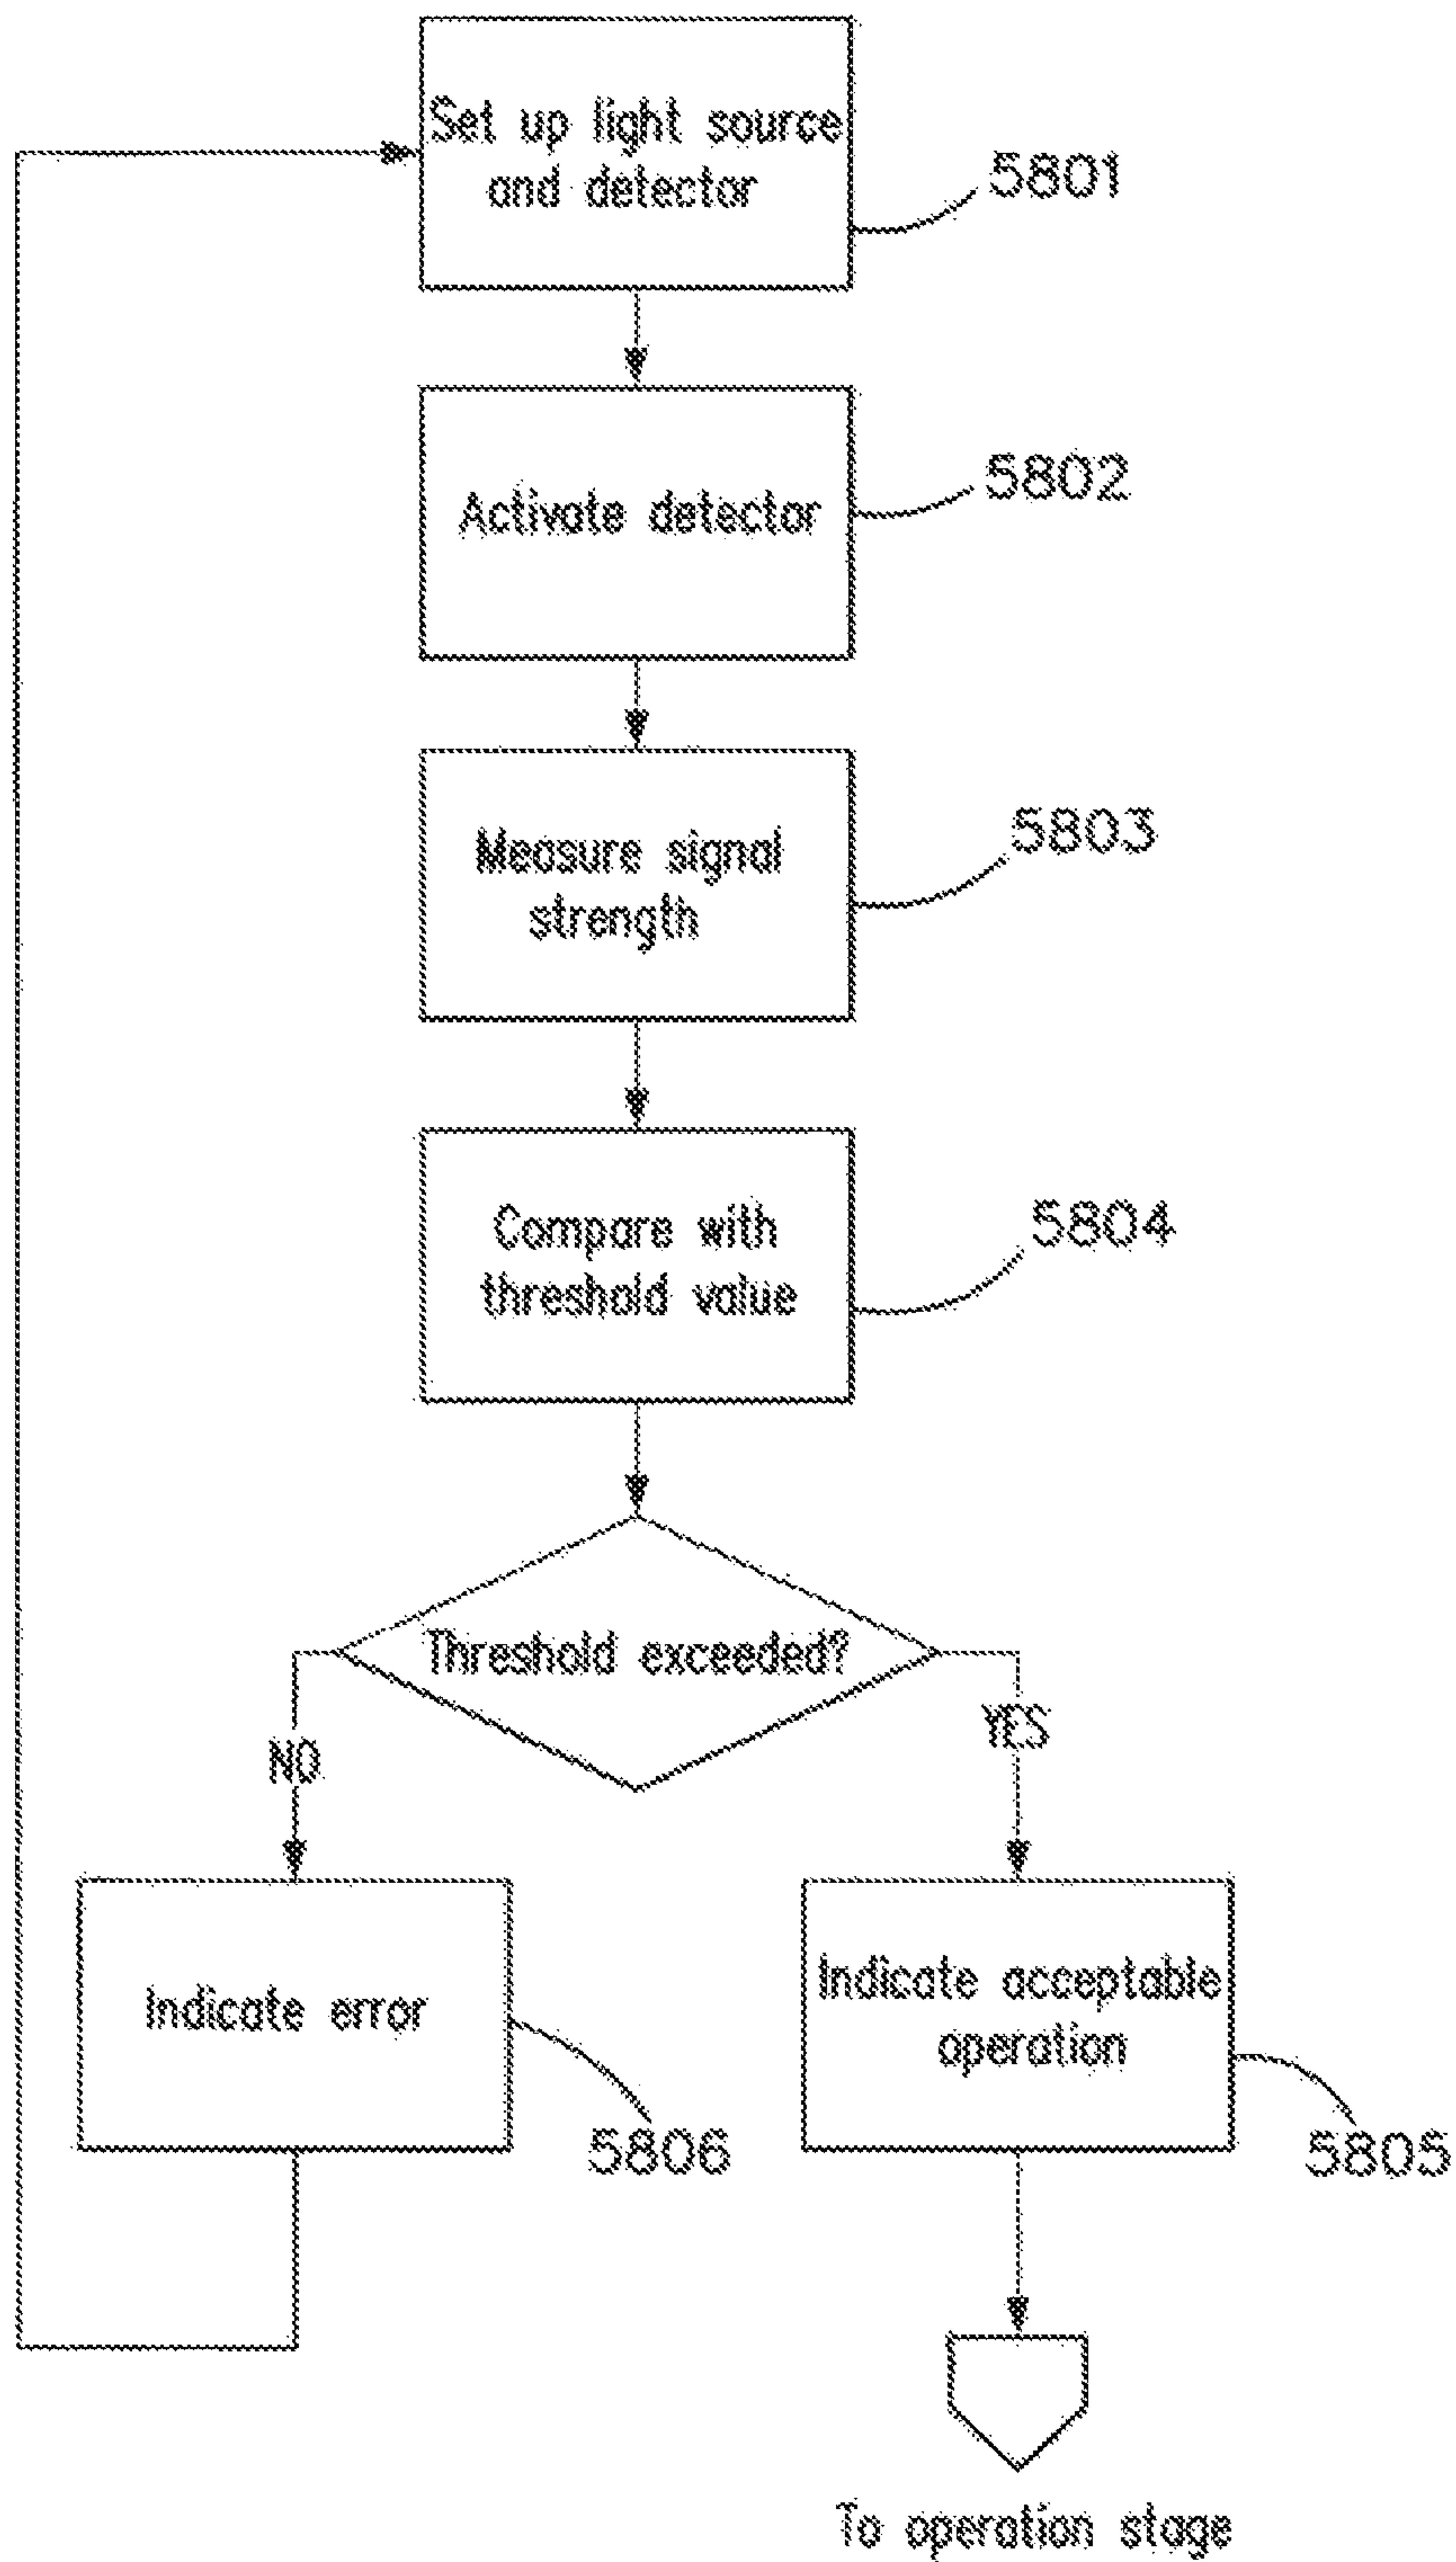 Set up light source
and detector
5801
Activate detector
5802
Measure signal
strength
5803
Compare with
threshold value
5804
Threshold exceeded?
NO
YES
Indicate error
5806
Indicate acceptable
operation
5805
To operation stage